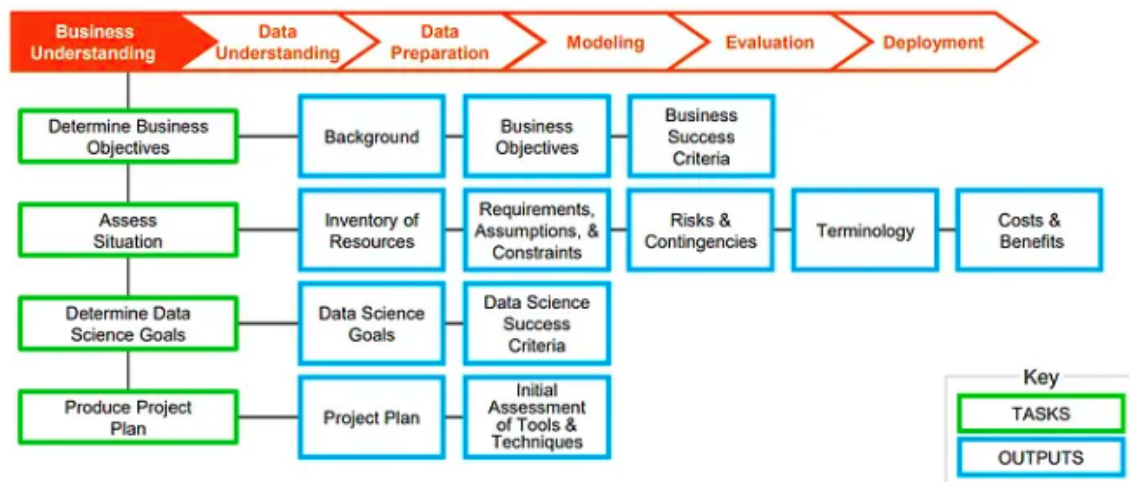 Business
Understanding
Data
Understanding
Data
Preparation
Modeling
Evaluation
Deployment
Determine Business
Objectives
Background
Business
Objectives
Business
Success
Criteria
Assess
Situation
Inventory of
Resources
Requirements,
Assumptions, &
Constraints
Risks &
Contingencies
Terminology
Costs &
Benefits
Determine Data
Science Goals
Data Science
Goals
Data Science
Success
Criteria
Produce Project
Plan
Project Plan
Initial
Assessment
of Tools &
Techniques
Key
TASKS
OUTPUTS